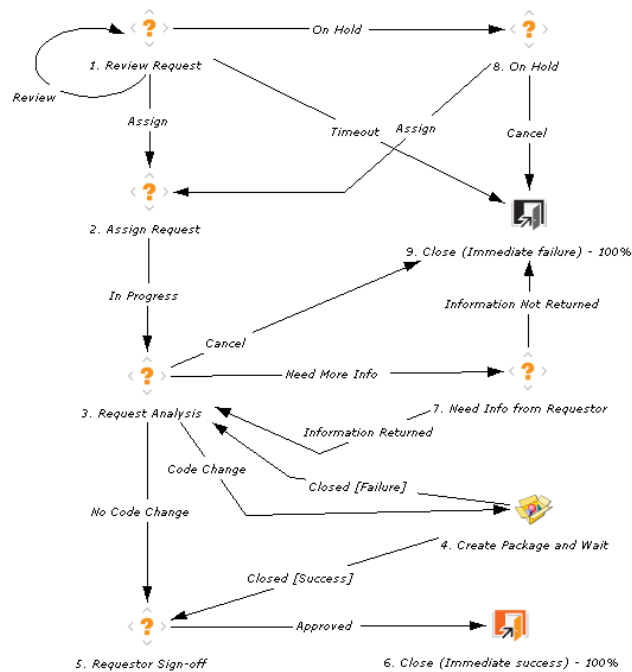 On Hold
1. Review Request
8. On Hold
Review
Assign
Timeout
Assign
Cancel
2. Assign Request
9. Close (Immediate failure) - 100%
In Progress
Information Not Returned
Cancel
Need More Info
3. Request Analysis
7. Need Info from Requestor
Information Returned
Code Change
Closed [Failure]
No Code Change
4. Create Package and Wait
Closed [Success]
Approved
5. Requestor Sign-off
6. Close (Immediate success) - 100%